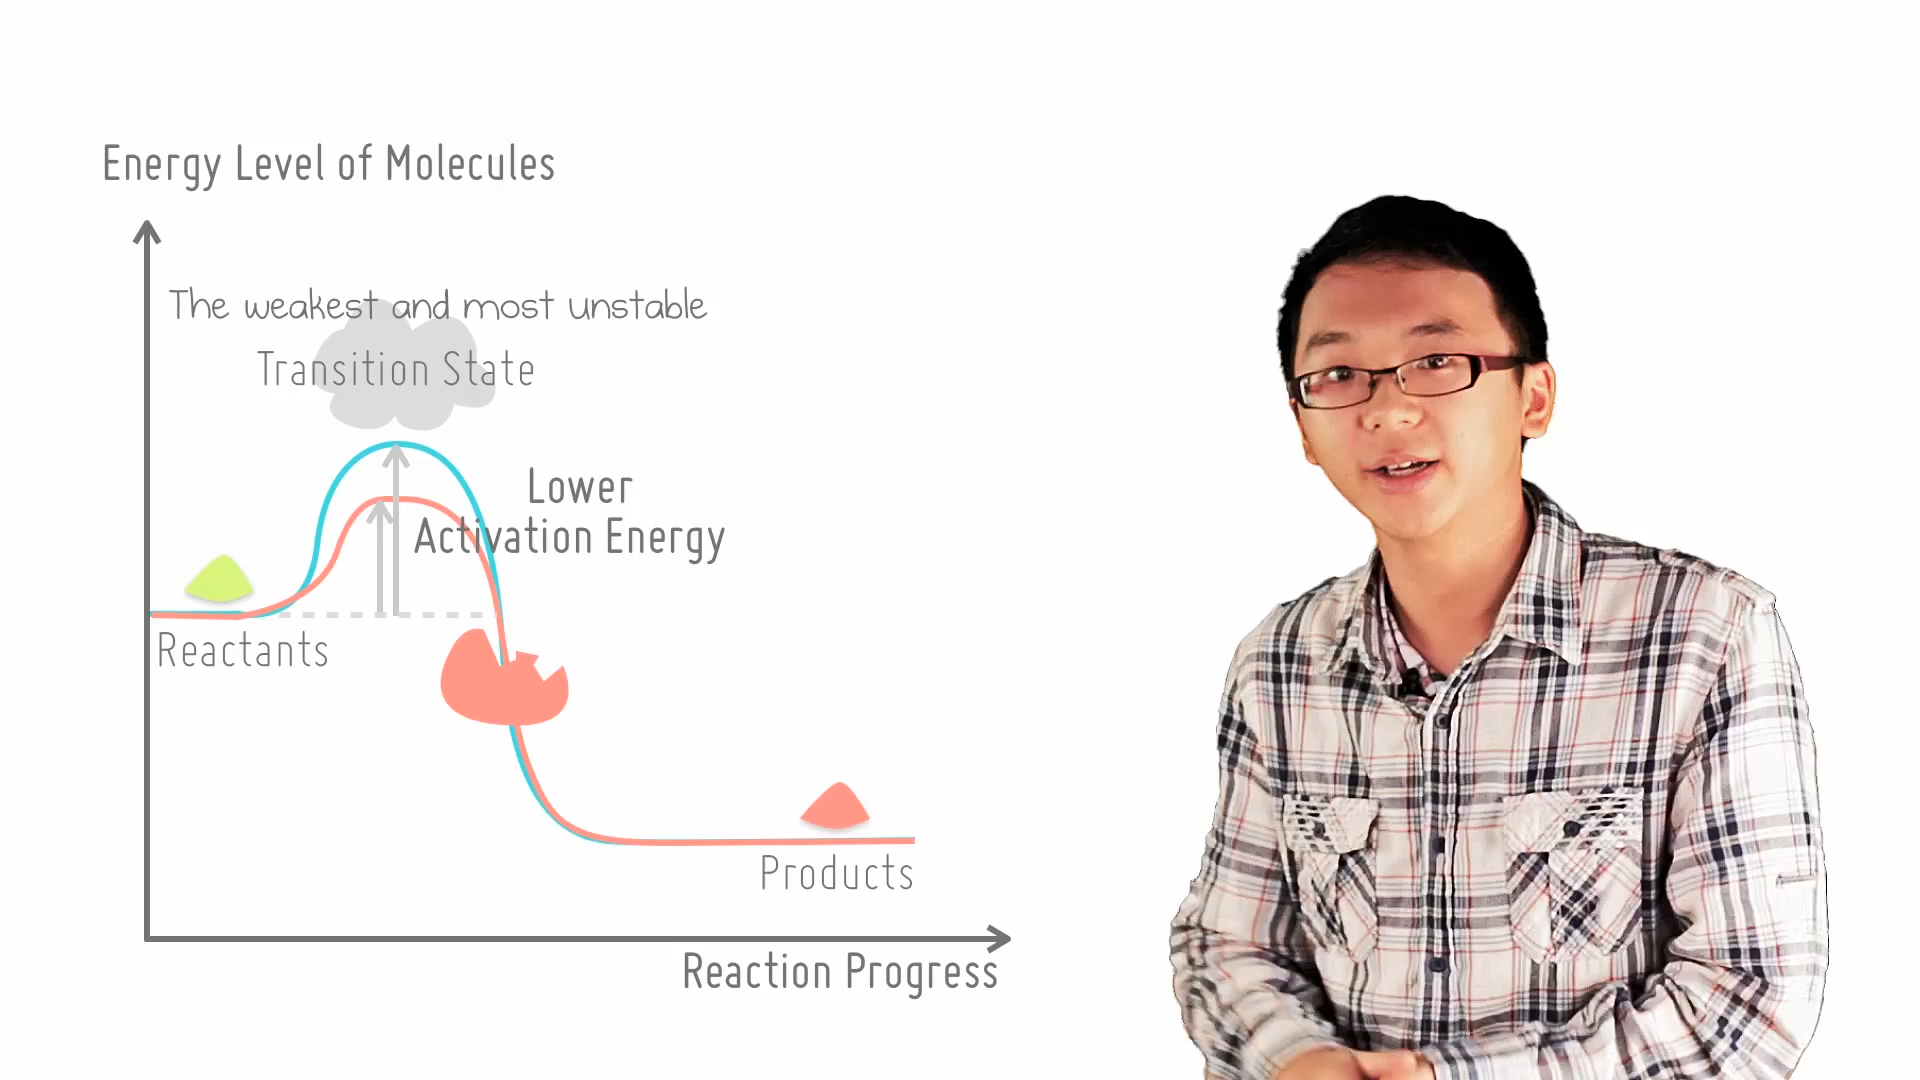 Energy Level of Molecules
The weakest and most unstable
Transition State
Lower
Activation Energy
Reactants
Products
Reaction Progress